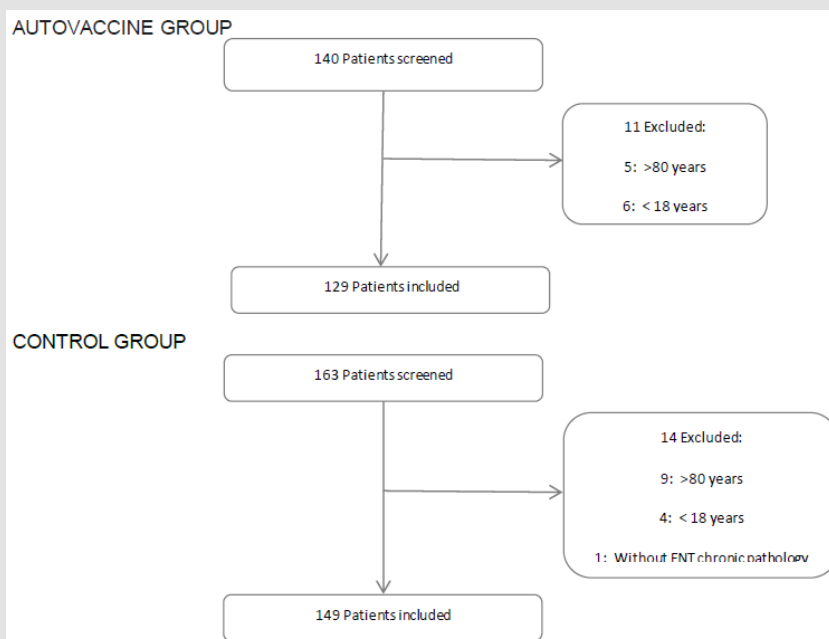 AUTOVACCINE GROUP
140 Patients screened
11 Excluded:
5: >80 years
6: < 18 years
129 Patients included
CONTROL GROUP
163 Patients screened
14 Excluded:
9: >80 years
4: < 18 years
1: Without ENT chronic pathology
149 Patients included